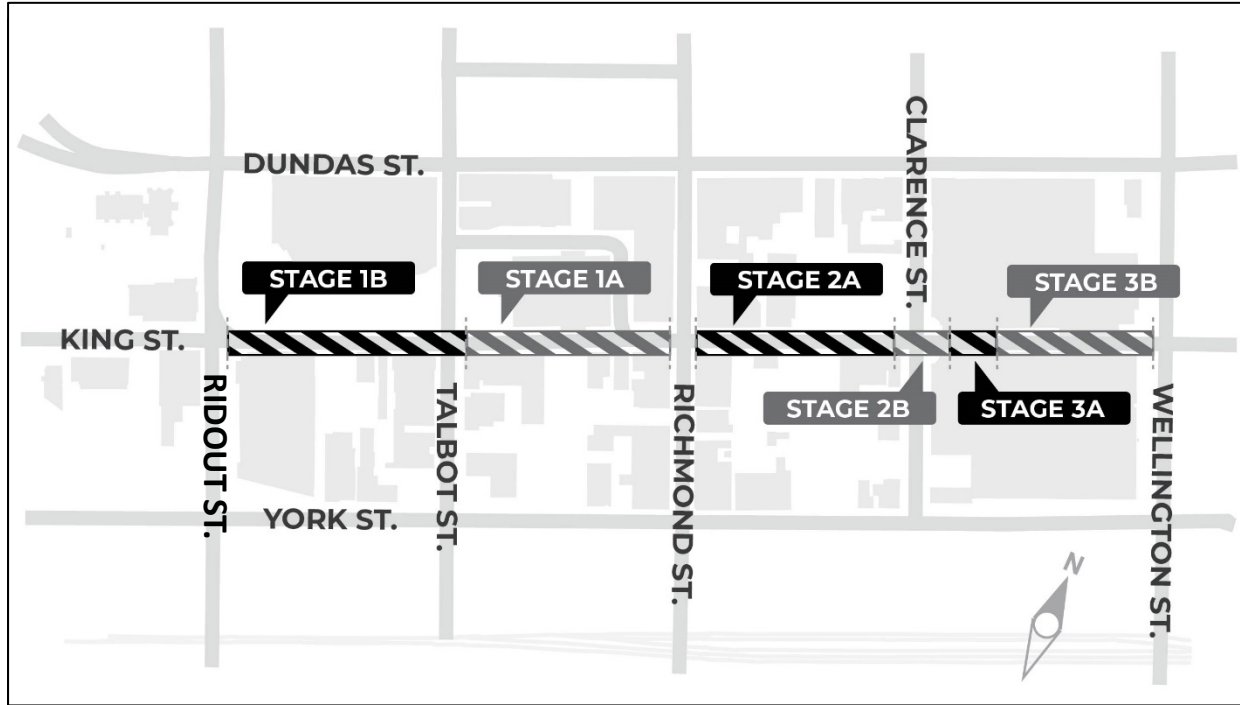 CLARENCE ST.
DUNDAS ST.
STAGE 1B
STAGE 1A
STAGE 2A
STAGE 3B
KING ST.
RIDOUT ST.
TALBOT ST.
RICHMOND ST.
STAGE 2B
STAGE 3A
WELLINGTON ST.
YORK ST.
N